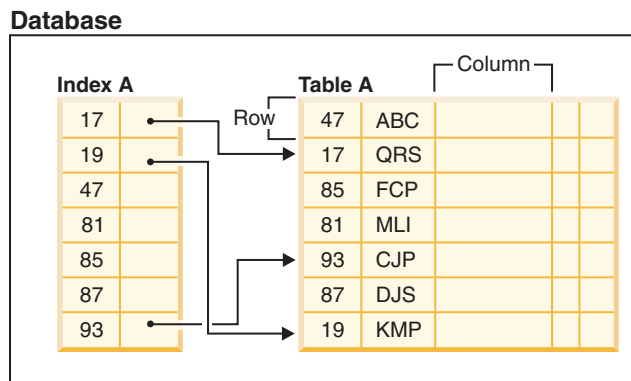 Database
Column
Index A
Table A
Row
17
19
47
81
85
87
93
47 ABC
17 QRS
85 FCP
81 MLI
93 CJP
87 DJS
19 KMP